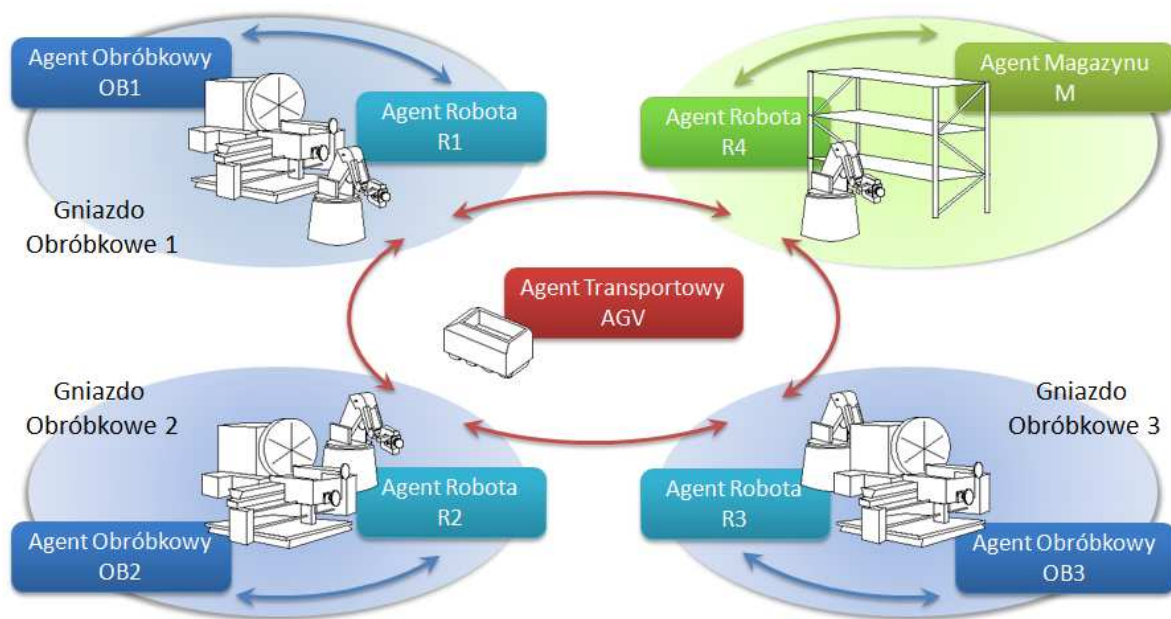 Agent Obróbkowy
OB1
Agent Robota
R1
Gniazdo
Obróbkowe 1
Agent Magazynu
M
Agent Robota
R4
Agent Transportowy
AGV
Gniazdo
Obróbkowe 2
Agent Robota
R2
Agent Obróbkowy
OB2
Gniazdo
Obróbkowe 3
Agent Robota
R3
Agent Obróbkowy
OB3